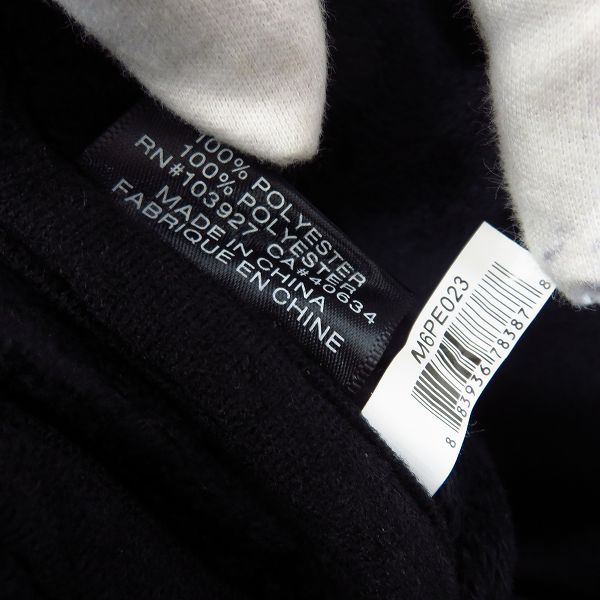 100% POLYESTER
100% POLYESTER
RN#103927 CA#40634
MADE IN CHINA
FABRIQUE EN CHINE
M6PE023
8 83936 78387 8